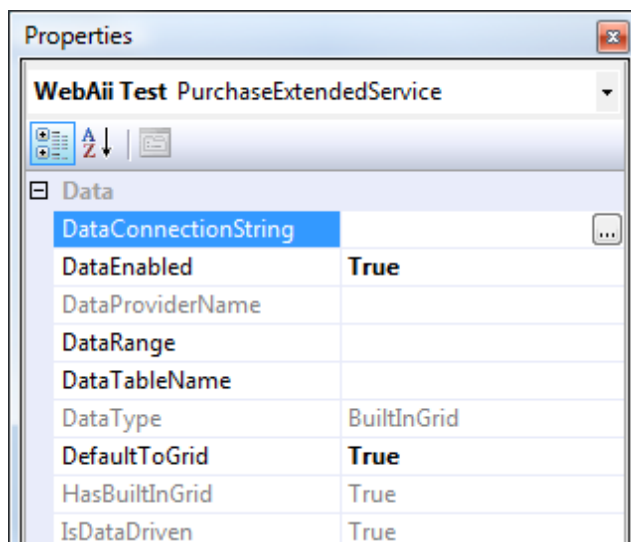 Properties
WebAii Test PurchaseExtendedService
A
Z
Data
DataConnectionString ...
DataEnabled True
DataProviderName
DataRange
DataTableName
DataType BuiltInGrid
DefaultToGrid True
HasBuiltInGrid True
IsDataDriven True